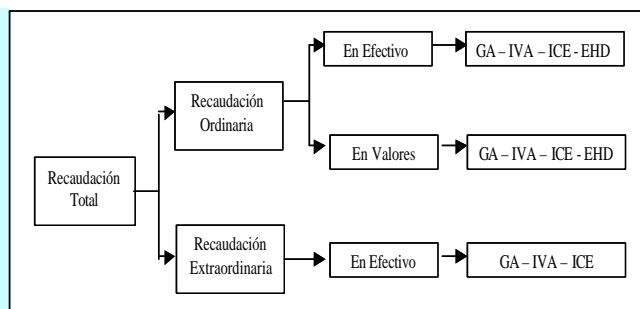 En Efectivo
GA – IVA – ICE - EHD
Recaudación
Ordinaria
En Valores
GA – IVA – ICE - EHD
Recaudación
Total
Recaudación
Extraordinaria
En Efectivo
GA – IVA – ICE